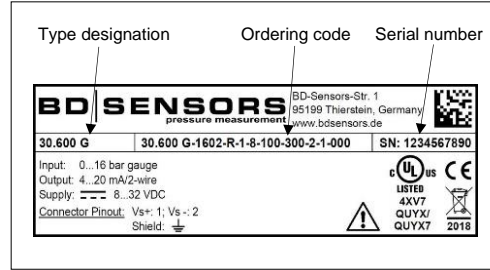 Type designation Ordering code Serial number
BD SENSORS
pressure measurement
BD-Sensors-Str. 1
95199 Thierstein, Germany
www.bdsensors.de
30.600 G 30.600 G-1602-R-1-8-100-300-2-1-000 SN: 1234567890
Input: 0...16 bar gauge
Output: 4...20 mA/2-wire
Supply: 8...32 VDC
Connector Pinout: Vs+: 1; Vs -: 2
Shield:
c UL us CE
LISTED
4XV7
QUYX/
QUYX7 2018